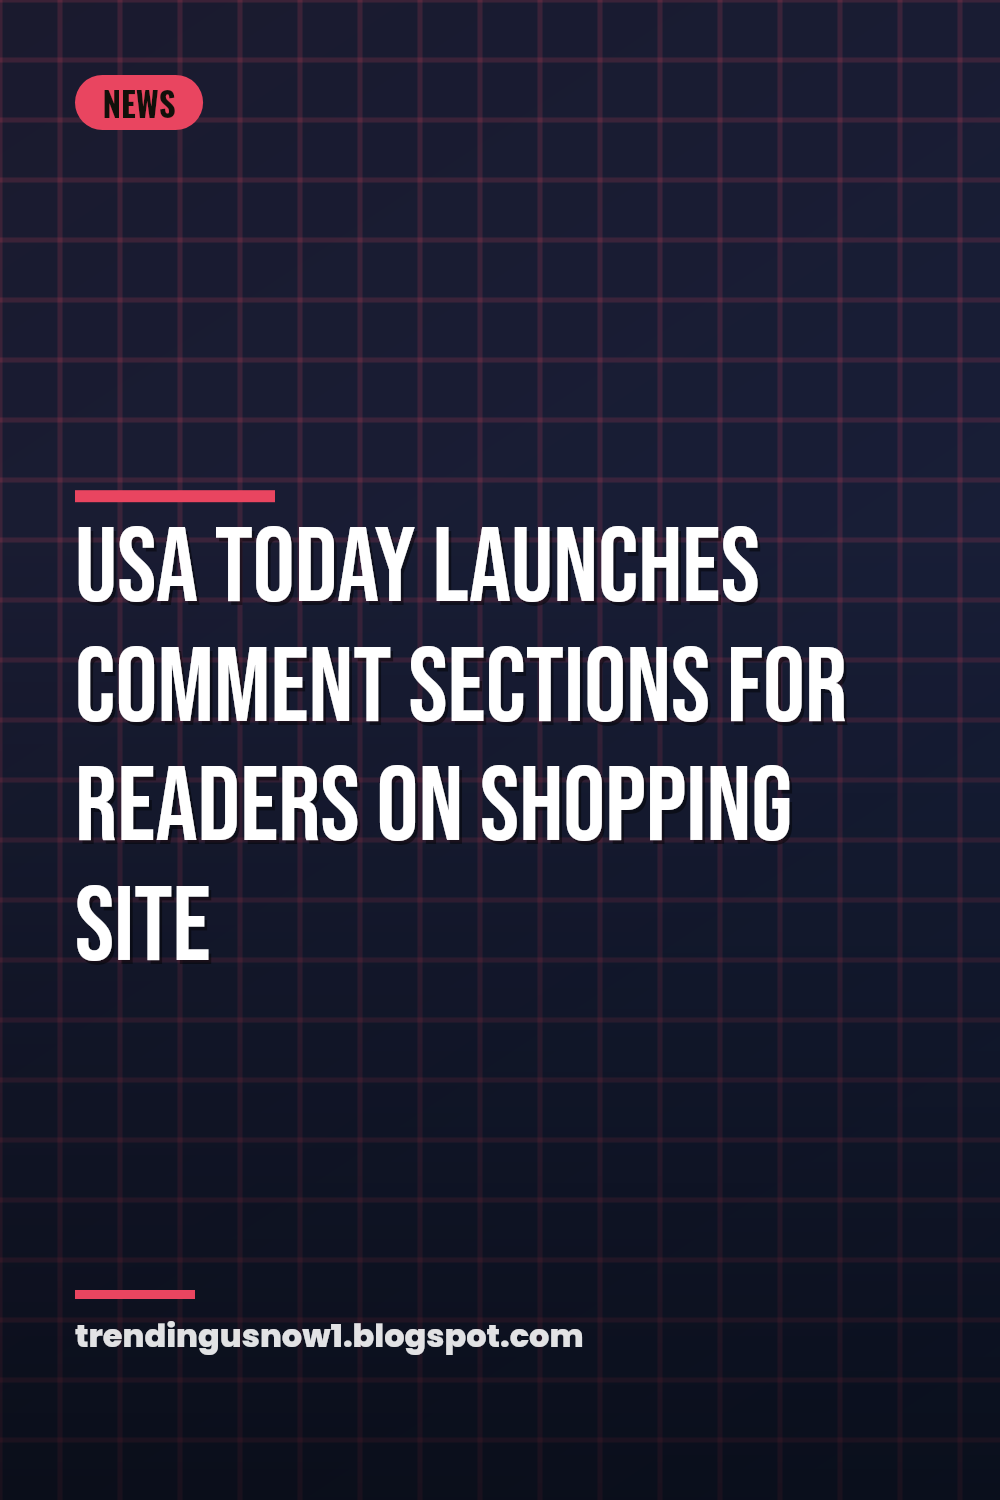 NEWS
USA TODAY LAUNCHES
COMMENT SECTIONS FOR
READERS ON SHOPPING
SITE
trendingusnow1.blogspot.com